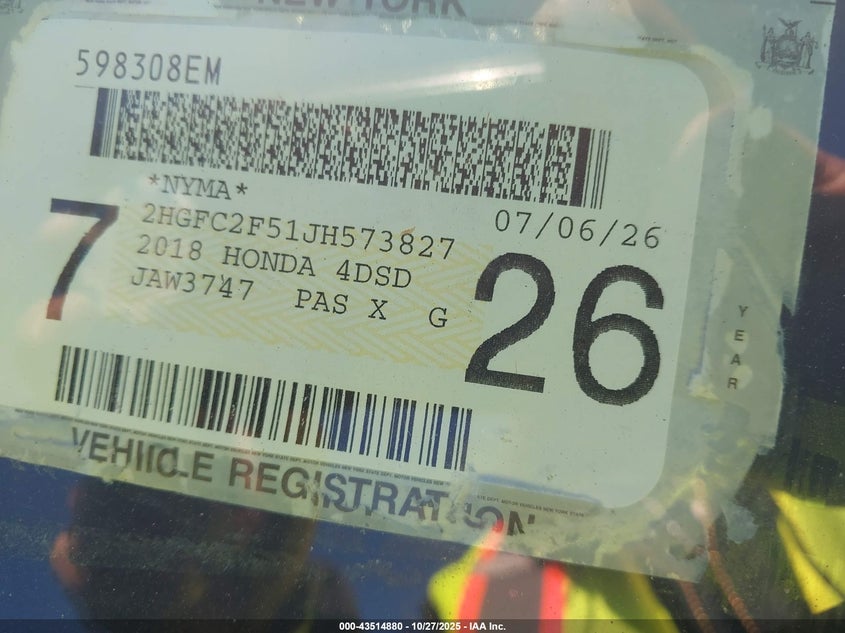 NEW YORK
598308EM
*NYMA*
2HGFC2F51JH573827
07/06/26
2018 HONDA 4DSD
JAW3747 PAS X G
7
26
YEAR
VEHICLE REGISTRATION
000-43514880 - 10/27/2025 - IAA Inc.